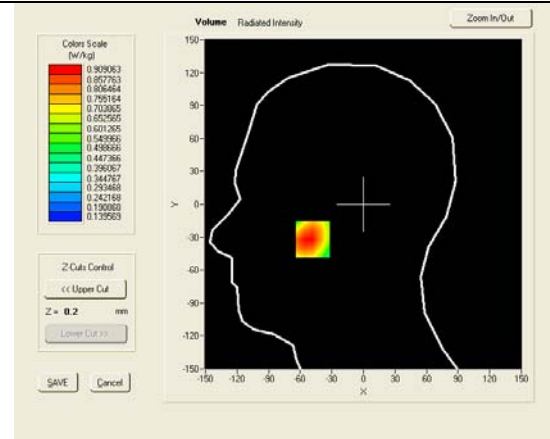 Volume Radiated Intensity
Zoom In/Out
Colors Scale
(W/kg)
0.909063
0.857763
0.806464
0.755164
0.703865
0.652565
0.601265
0.549966
0.498666
0.447366
0.396067
0.344767
0.293468
0.242168
0.190868
0.139569
150
120
90
60
30
0
-30
-60
-90
-120
-150
Y
-150 -120 -90 -60 -30 0 30 60 90 120 150
X
Z-Cuts Control
<< Upper Cut
Z = 0.2 mm
Lower Cut >>
SAVE Cancel